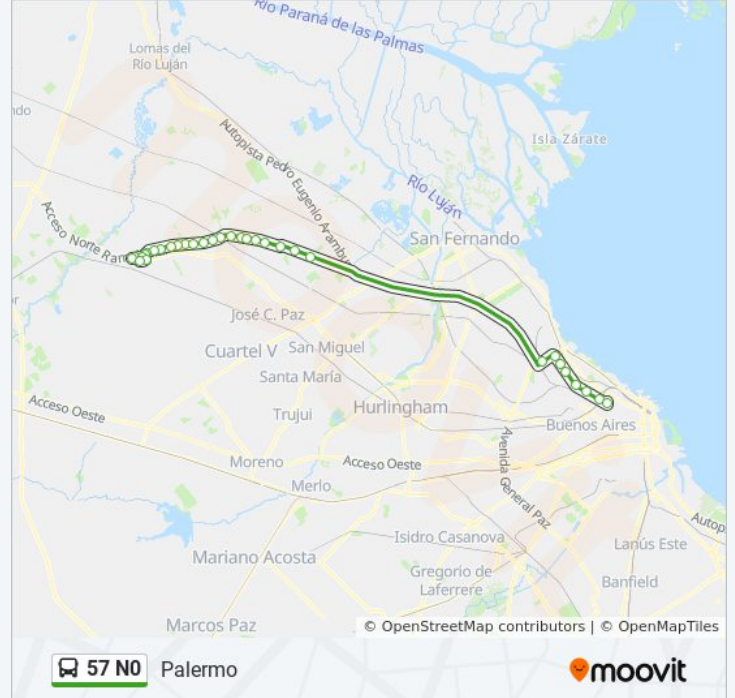 Río Paraná de las Palmas
Lomas del
Río Luján
ndo
Isla Zárate
Autopista Pedro Eugenio Arambu
Río Luján
Acceso Norte Ram
San Fernando
or
José C. Paz
Cuartel V
San Miguel
Santa María
Acceso Oeste
Trujui
Hurlingham
Buenos Aires
Moreno
Acceso Oeste
Avenida General Paz
Merlo
Autop
Isidro Casanova
Lanús Este
Mariano Acosta
Gregorio de
Laferrere
Banfield
Marcos Paz
© OpenStreetMap contributors | © OpenMapTiles
57 N0
Palermo
moovit